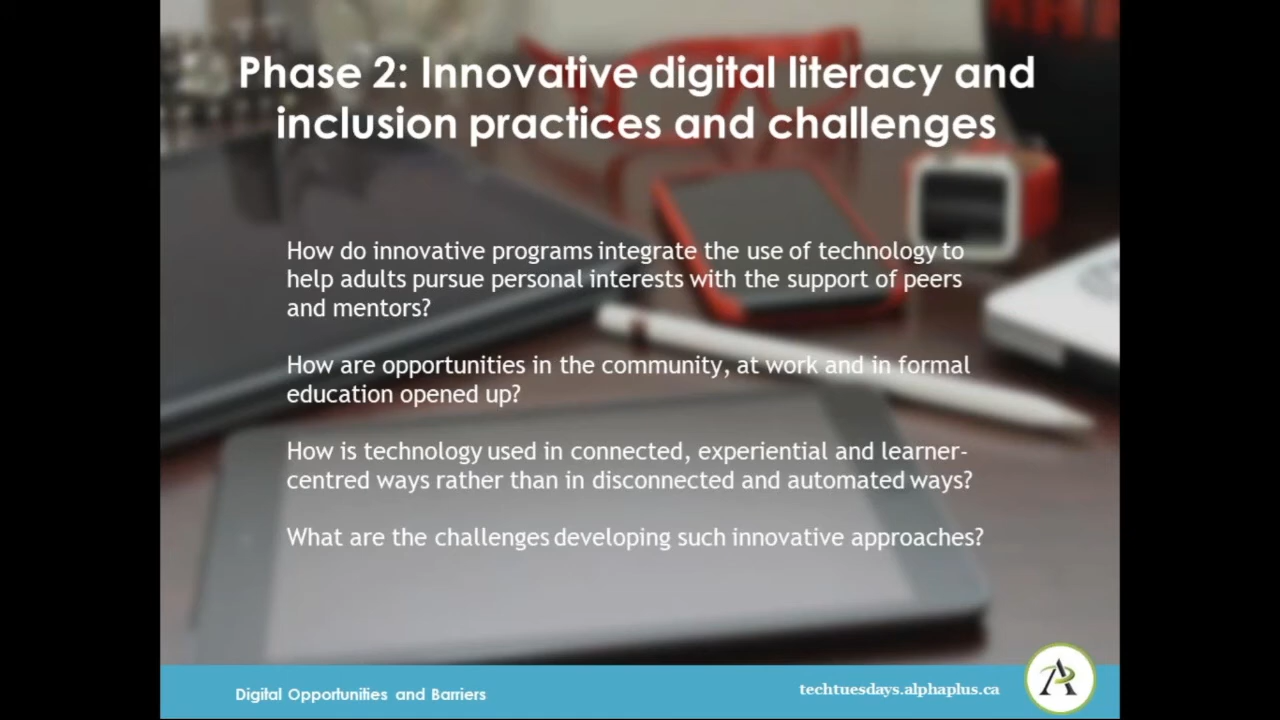 Phase 2: Innovative digital literacy and
inclusion practices and challenges
How do innovative programs integrate the use of technology to
help adults pursue personal interests with the support of peers
and mentors?
How are opportunities in the community, at work and in formal
education opened up?
How is technology used in connected, experiential and learner-
centred ways rather than in disconnected and automated ways?
What are the challenges developing such innovative approaches?
Digital Opportunities and Barriers
techtuesdays.alphaplus.ca